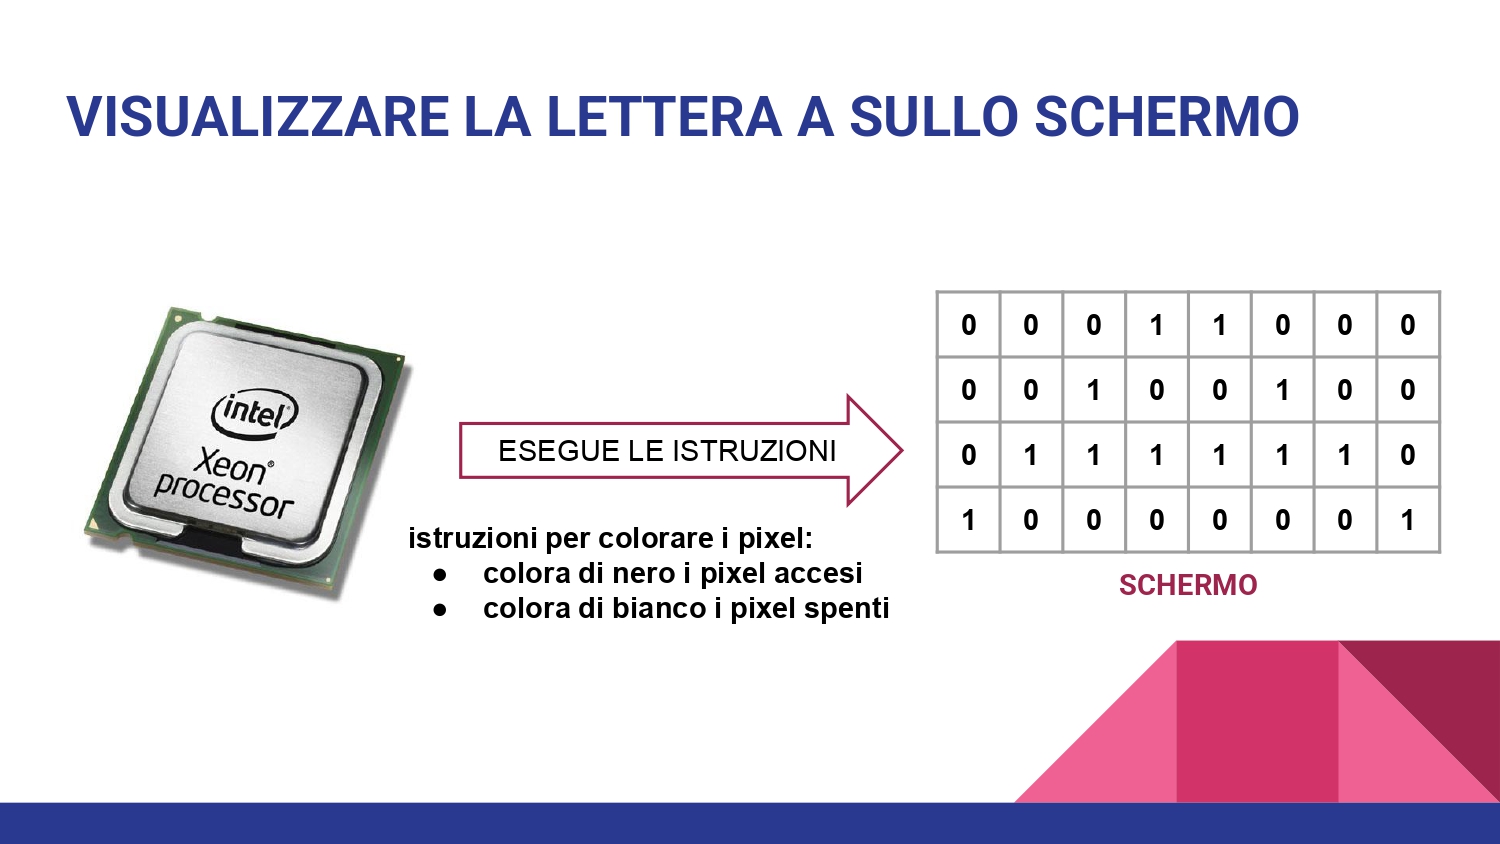 VISUALIZZARE LA LETTERA A SULLO SCHERMO
intel®
Xeon®
processor
ESEGUE LE ISTRUZIONI
istruzioni per colorare i pixel:
● colora di nero i pixel accesi
● colora di bianco i pixel spenti
0 0 0 1 1 0 0 0
0 0 1 0 0 1 0 0
0 1 1 1 1 1 1 0
1 0 0 0 0 0 0 1
SCHERMO